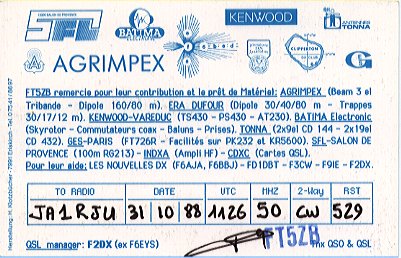 CLUB SALON DE PROVENCE
SFL
BATIMA
KENWOOD
ANTENNES
TONNA
AGRIMPEX
CLIPPERTON
FT5ZB remercie pour leur contribution et le prêt de Matériel: AGRIMPEX (Beam 3 el
Tribande - Dipole 160/80 m). ERA DUFOUR (Dipole 30/40/80 m - Trappes
30/17/12 m). KENWOOD-VAREDUC (TS430 - PS430 - AT230). BATIMA Electronic
(Skyrotor - Commutateurs coax - Baluns - Prises). TONNA (2x9el CD 144 - 2x19el
CD 432). GES-PARIS (FT726R - Facilités sur PK232 et KR5600). SFL-SALON DE
PROVENCE (100m RG213) - INDXA (Ampli HF) - CDXC (Cartes QSL).
Pour leur aide: LES NOUVELLES DX (F6AJA, F6BBJ) - FD1DBT - F3CW - F9IE - F2DX.
TO RADIO DATE UTC MHZ 2-Way RST
JA1RJU 31 10 88 1126 50 CW 529
FT5ZB
QSL manager: F2DX (ex F6EYS) Tnx QSO & QSL